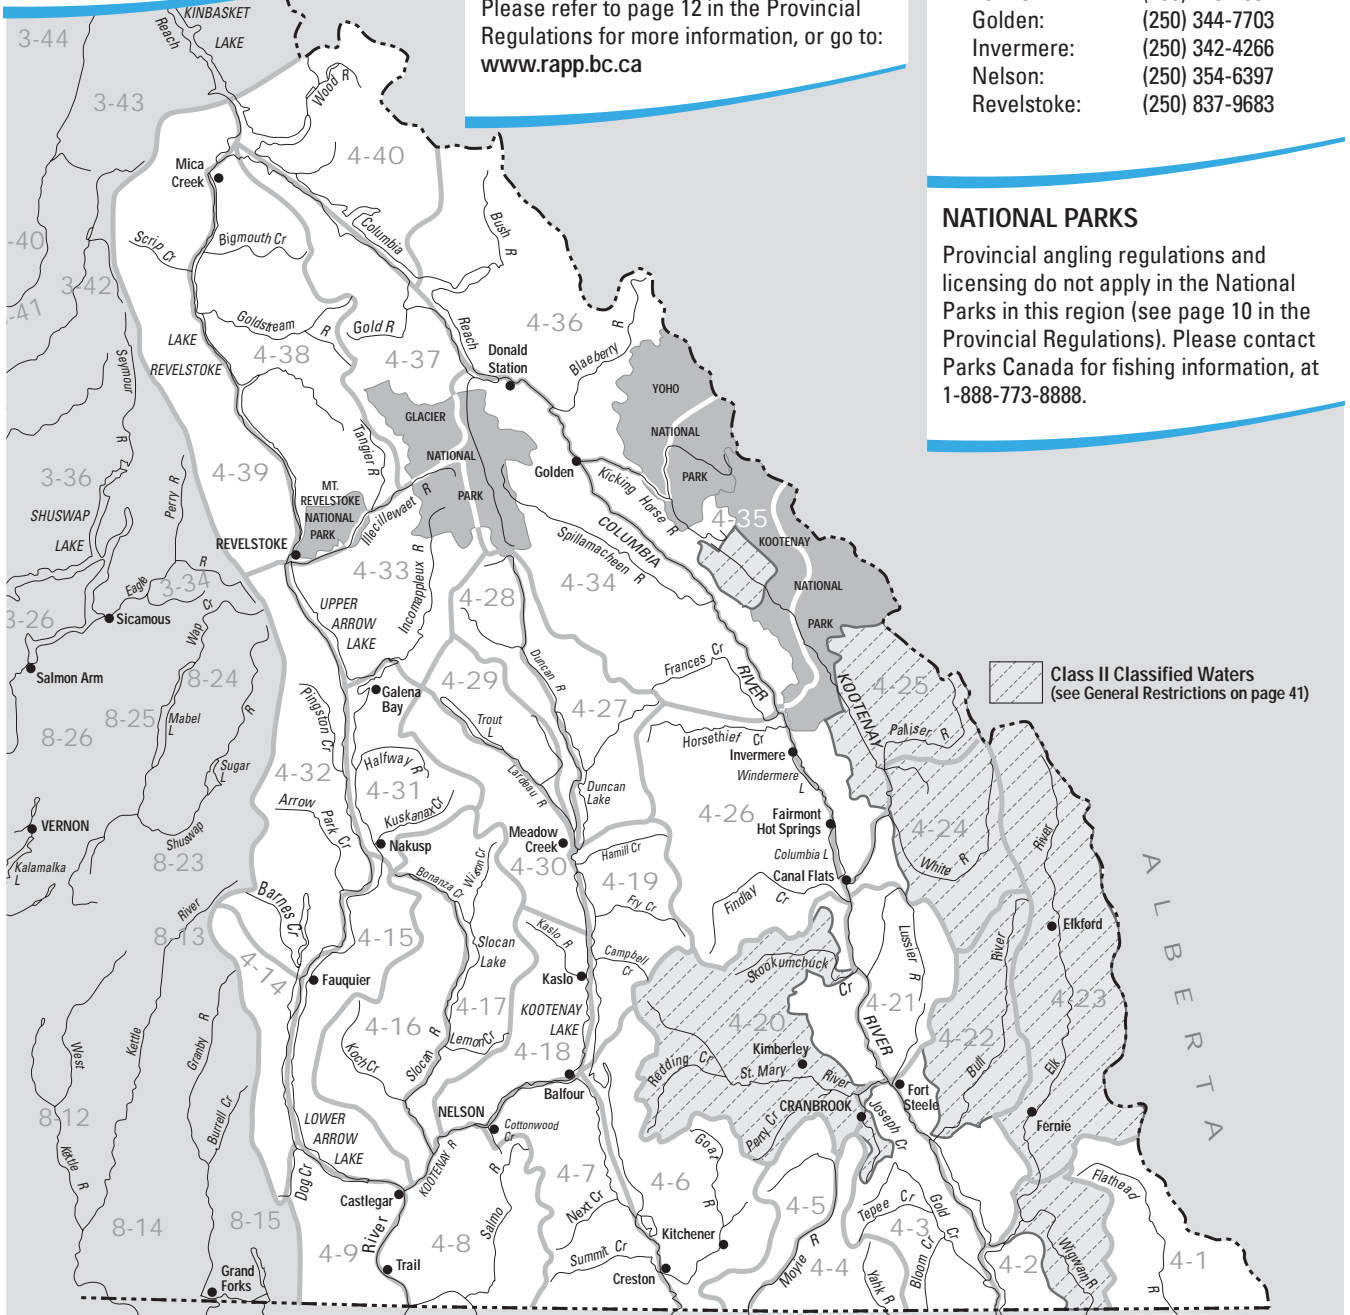 Please refer to page 12 in the Provincial
Regulations for more information, or go to:
www.rapp.bc.ca
Golden: (250) 344-7703
Invermere: (250) 342-4266
Nelson: (250) 354-6397
Revelstoke: (250) 837-9683
NATIONAL PARKS
Provincial angling regulations and
licensing do not apply in the National
Parks in this region (see page 10 in the
Provincial Regulations). Please contact
Parks Canada for fishing information, at
1-888-773-8888.
Class II Classified Waters
(see General Restrictions on page 41)
ALBERTA
3-44
KINBASKET
LAKE
Reach
3-43
Wood R
4-40
Mica
Creek
Columbia
Reach
Bush R
-40
Scrip Cr
Bigmouth Cr
3-42
-41
Goldstream R
Gold R
4-36
LAKE
REVELSTOKE
4-38
4-37
Donald
Station
Blaeberry R
Seymour R
YOHO
NATIONAL
PARK
GLACIER
NATIONAL
PARK
Tangier R
4-39
3-36
Perry R
SHUSWAP
LAKE
MT.
REVELSTOKE
NATIONAL
PARK
Illecillewaet R
Golden
Kicking Horse R
4-35
KOOTENAY
NATIONAL
PARK
REVELSTOKE
COLUMBIA
RIVER
Spillamacheen R
4-33
Incomappleux R
4-28
4-34
Eagle R
3-34
3-26
Sicamous
Wap Cr
UPPER
ARROW
LAKE
Salmon Arm
8-24
Duncan R
Frances Cr
4-29
Galena
Bay
Pingston Cr
8-25
Mabel
L
R
4-27
KOOTENAY
4-25
Palliser R
8-26
Trout
L
Horsethief Cr
Invermere
Sugar
L
4-32
Halfway R
Lardeau R
Windermere
L
4-31
Duncan
Lake
Arrow Park Cr
Kuskanax Cr
4-26
Fairmont
Hot Springs
4-24
River
VERNON
Shuswap
Nakusp
Meadow
Creek
Hamill Cr
Columbia L
White R
Kalamalka
L
8-23
Bonanza Cr
Wilson Cr
4-30
4-19
Canal Flats
Barnes Cr
River
Findlay Cr
Fry Cr
8-13
4-15
Kaslo R
Lussier R
River
Elkford
Slocan
Lake
Campbell
Cr
Skookumchuck
Cr
4-14
Fauquier
Kaslo
4-21
4-23
4-17
KOOTENAY
LAKE
4-16
4-20
RIVER
4-22
West
Kettle
Granby R
Koch Cr
Slocan R
Lemon Cr
4-18
Redding Cr
Kimberley
St. Mary River
Bull
Elk
Balfour
Fort
Steele
8-12
Burrell Cr
LOWER
ARROW
LAKE
NELSON
Cottonwood
Cr
CRANBROOK
Joseph Cr
Perry Cr
Fernie
Kettle R
Dog Cr
KOOTENAY R
4-7
Goat R
4-6
Castlegar
Next Cr
4-5
Tepee Cr
Gold Cr
Flathead
R
8-14
8-15
River
Salmo R
Kitchener
4-3
4-9
4-8
Summit Cr
Moyie R
4-4
Bloom Cr
4-2
Wigwam R
4-1
Trail
Creston
Yahk R
Grand
Forks